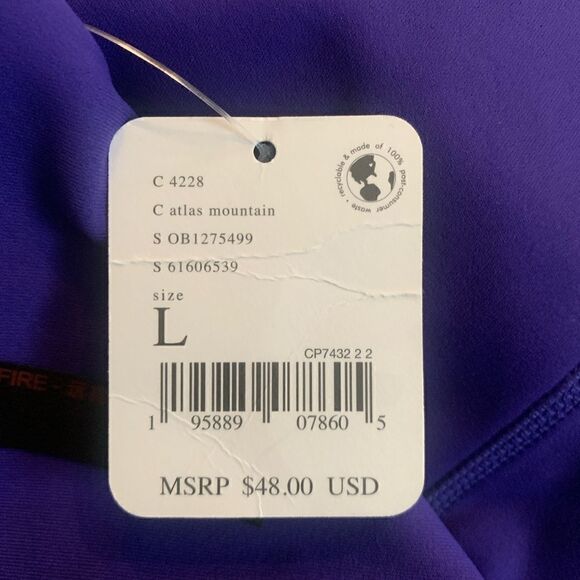 recyclable & made of 100% post-consumer waste •
C 4228
C atlas mountain
S OB1275499
S 61606539
size
L
CP7432 2 2
1 95889 07860 5
MSRP $48.00 USD
FIRE